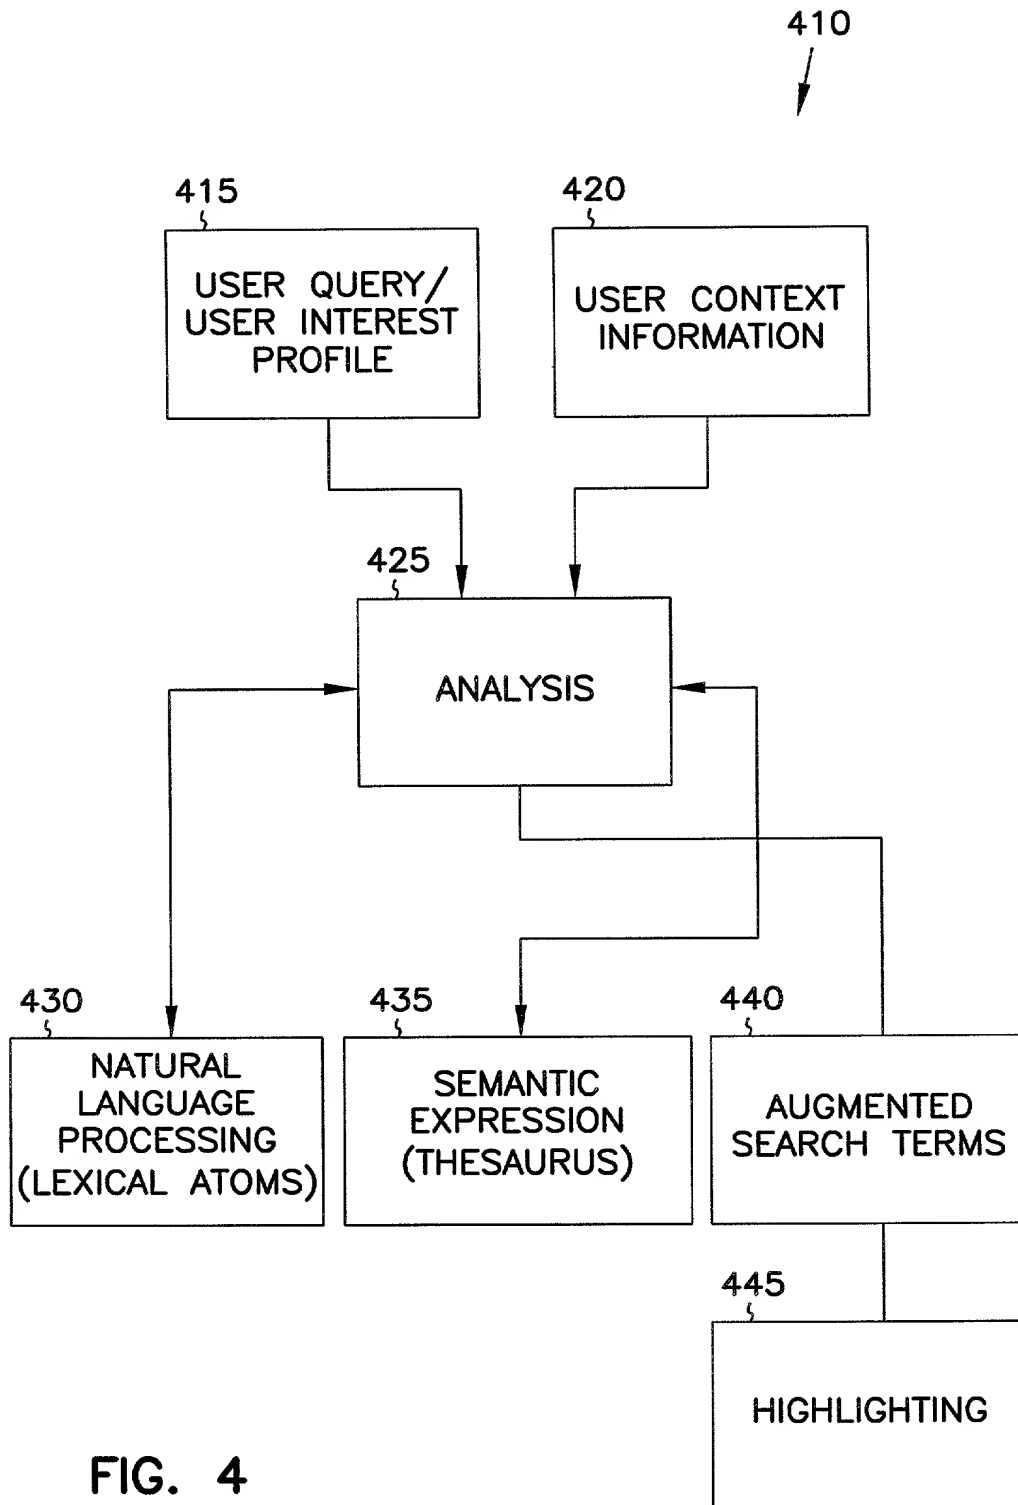 410
415
USER QUERY/
USER INTEREST
PROFILE
420
USER CONTEXT
INFORMATION
425
ANALYSIS
430
NATURAL
LANGUAGE
PROCESSING
(LEXICAL ATOMS)
435
SEMANTIC
EXPRESSION
(THESAURUS)
440
AUGMENTED
SEARCH TERMS
445
HIGHLIGHTING
FIG. 4